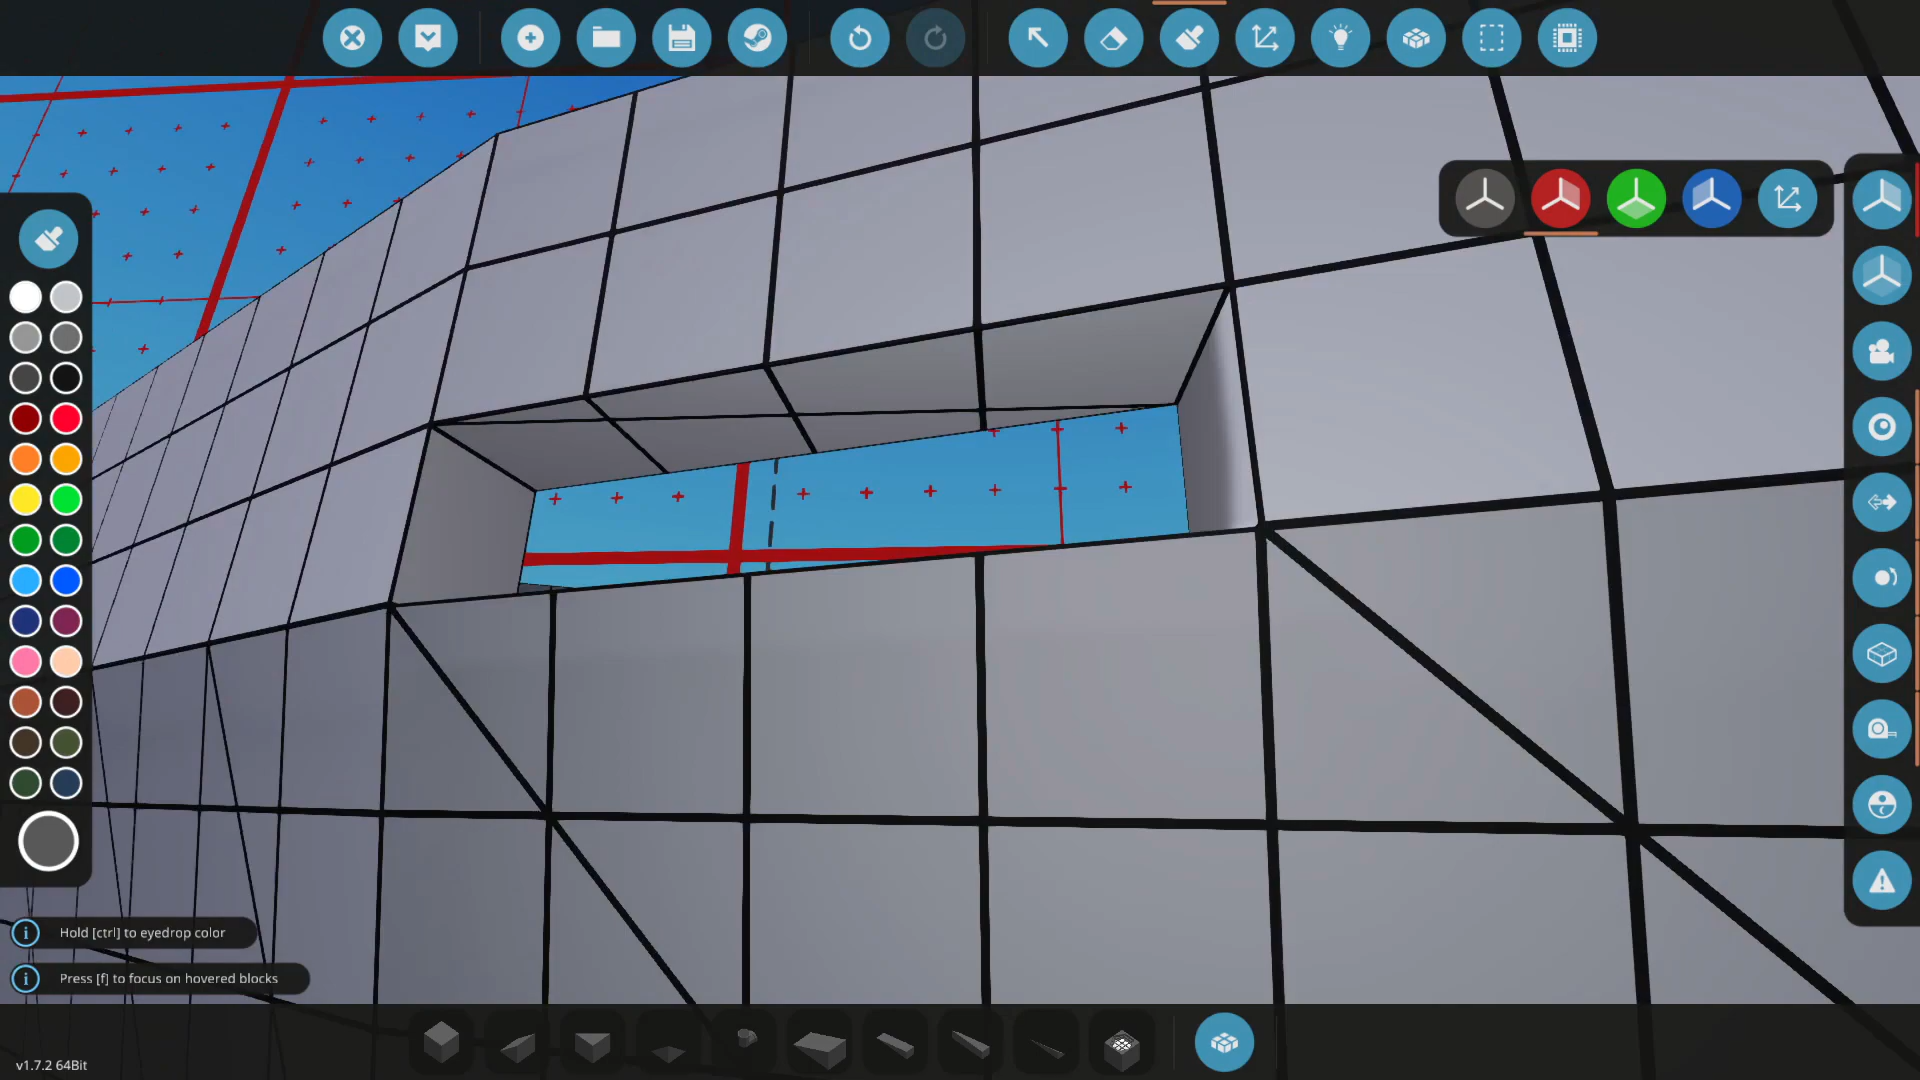 Hold [ctrl] to eyedrop color
Press [f] to focus on hovered blocks
v1.7.2 64Bit